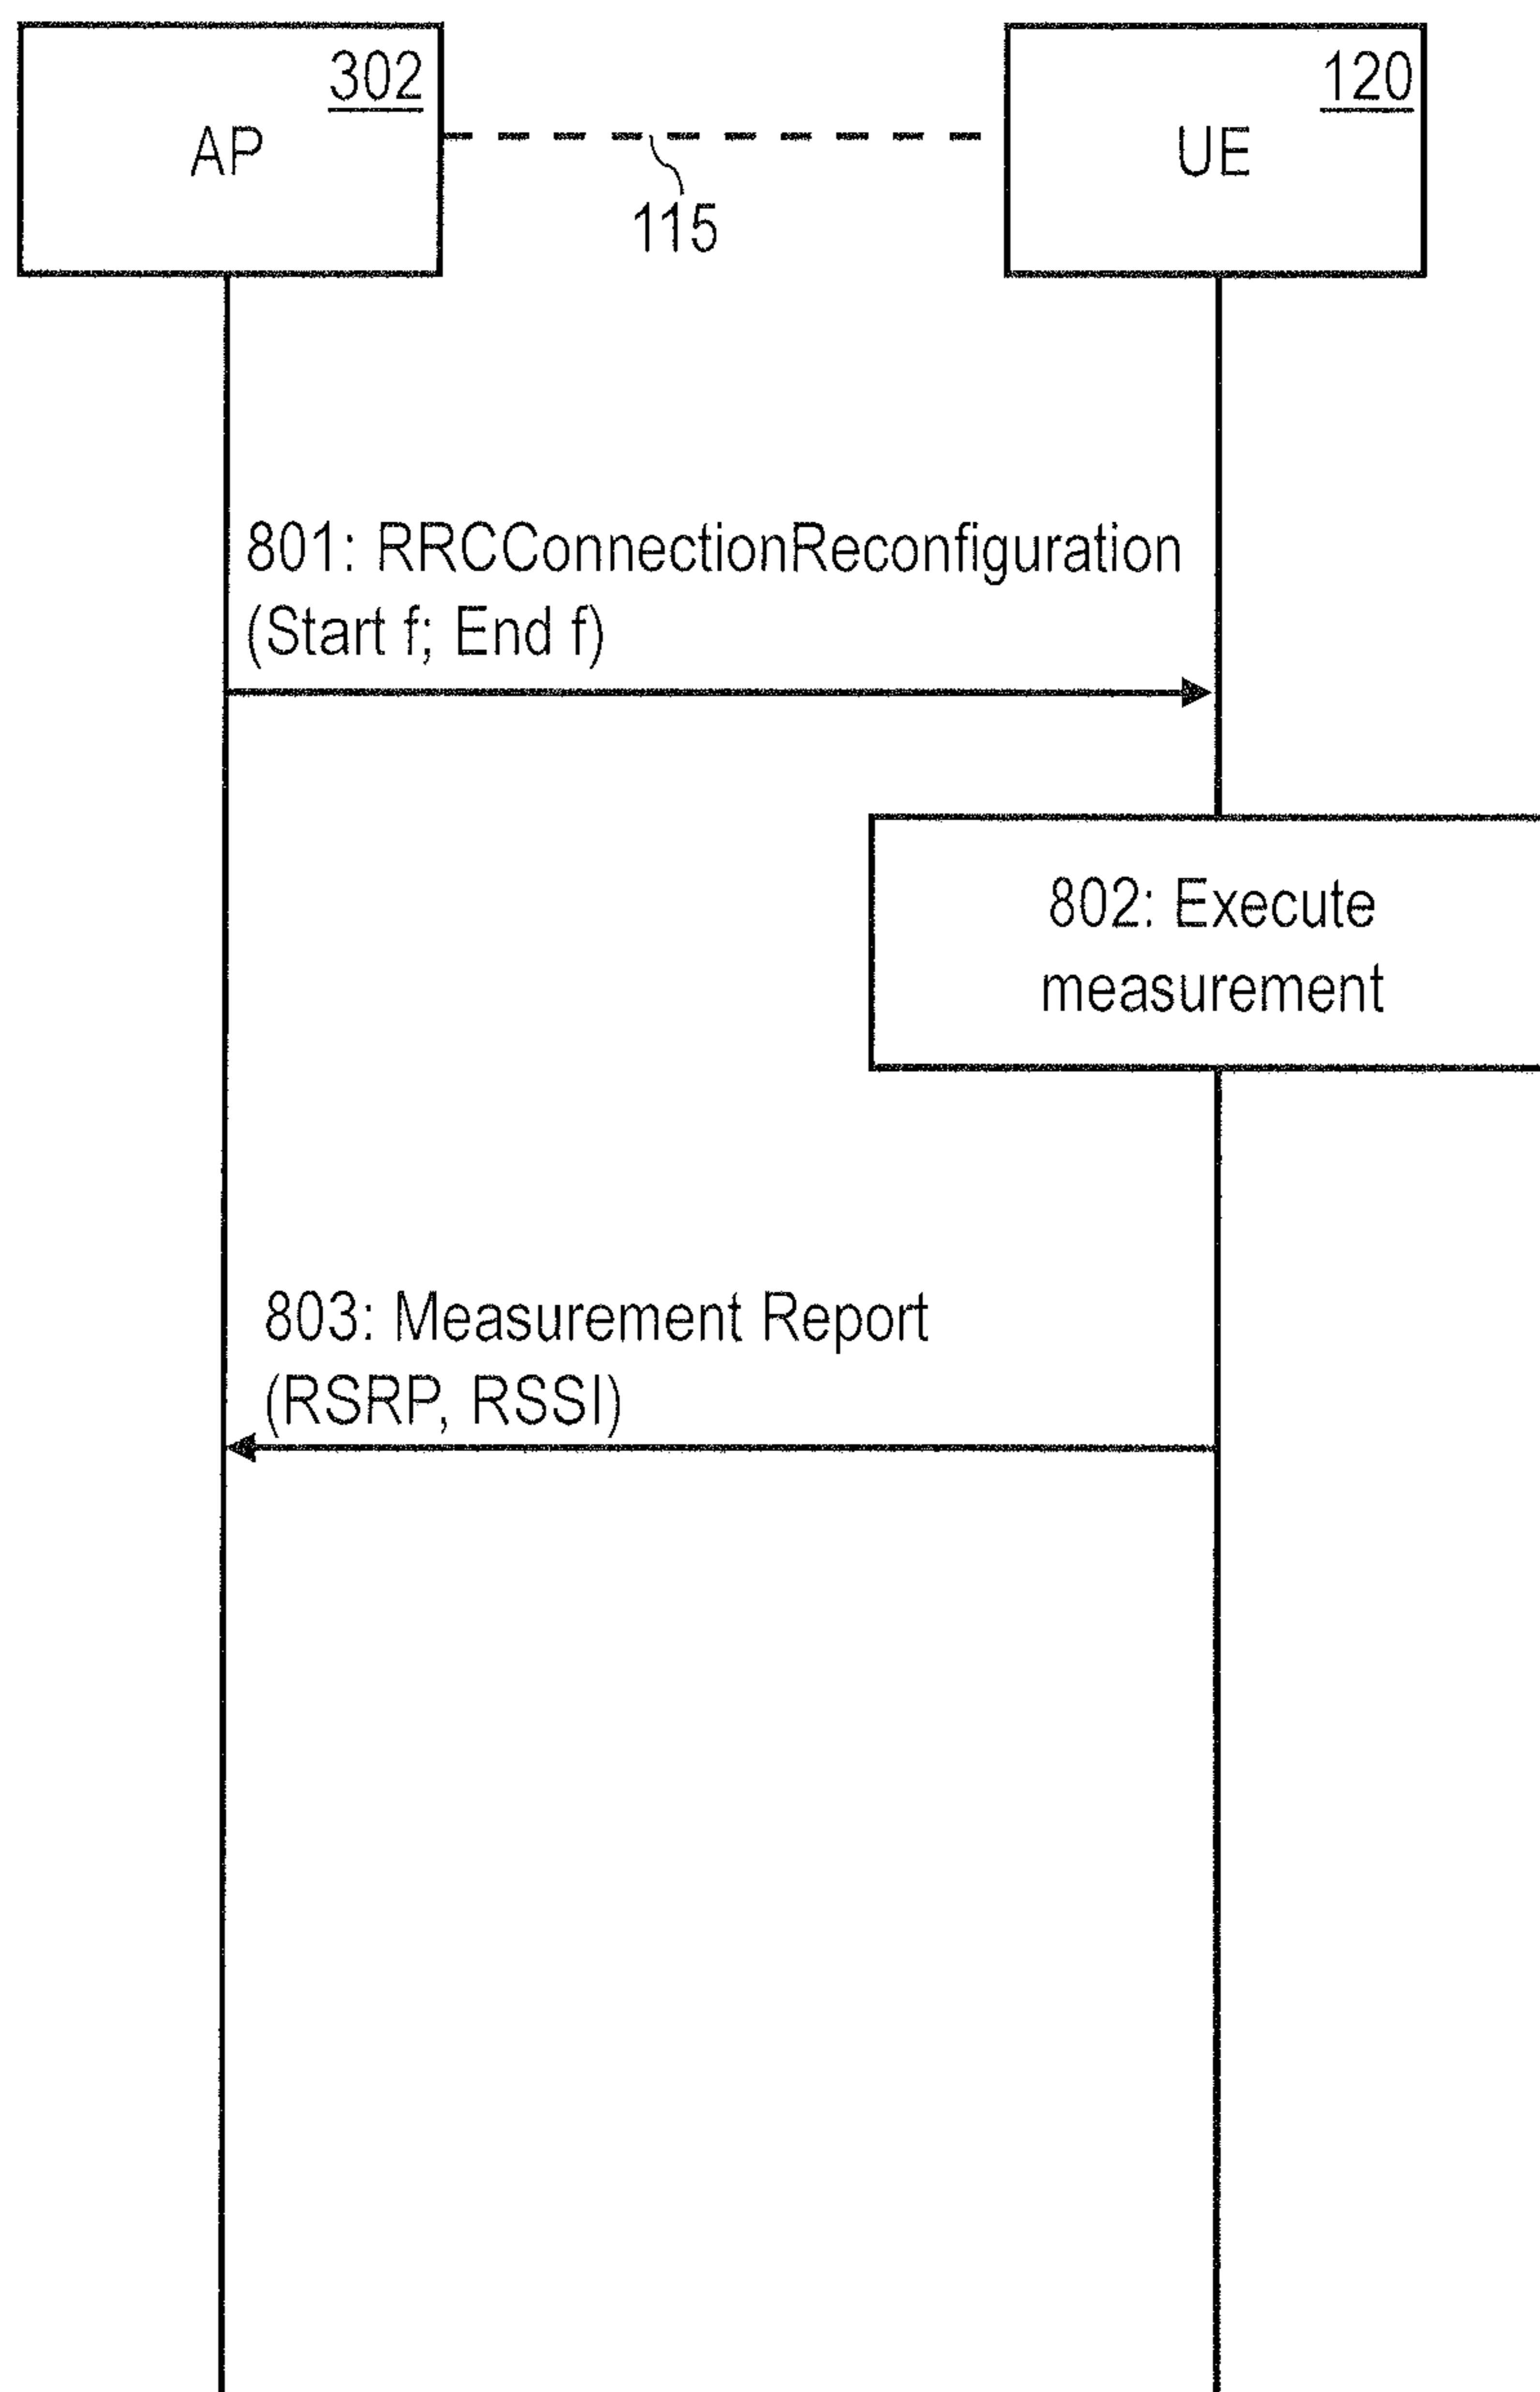 302
AP
120
UE
115
801: RRCConnectionReconfiguration
(Start f; End f)
802: Execute
measurement
803: Measurement Report
(RSRP, RSSI)